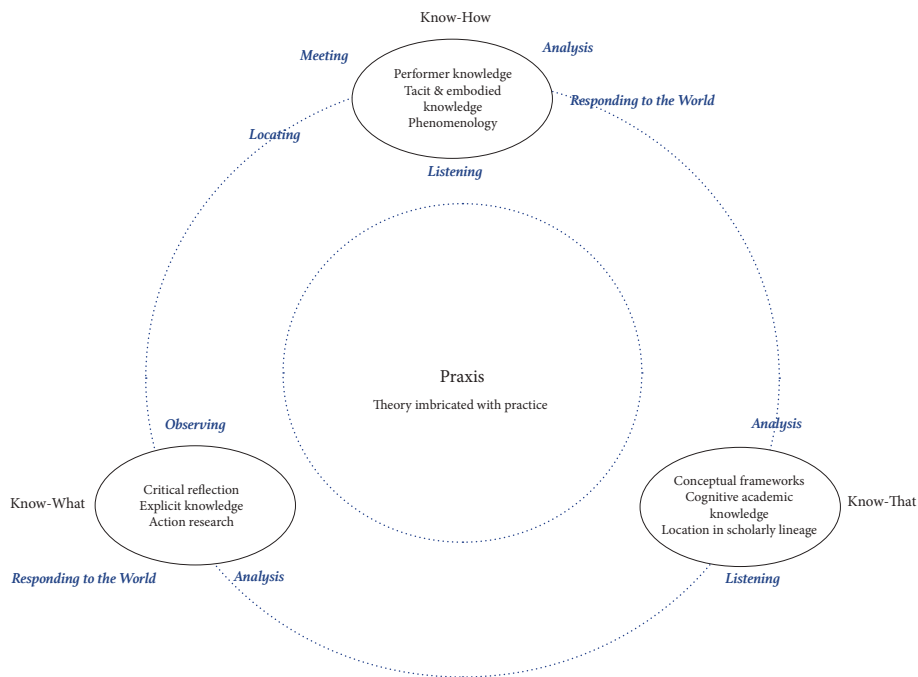 Know-How
Meeting
Analysis
Performer knowledge
Tacit & embodied
knowledge
Phenomenology
Responding to the World
Locating
Listening
Praxis
Theory imbricated with practice
Observing
Analysis
Know-What
Critical reflection
Explicit knowledge
Action research
Conceptual frameworks
Cognitive academic
knowledge
Location in scholarly lineage
Know-That
Responding to the World
Analysis
Listening